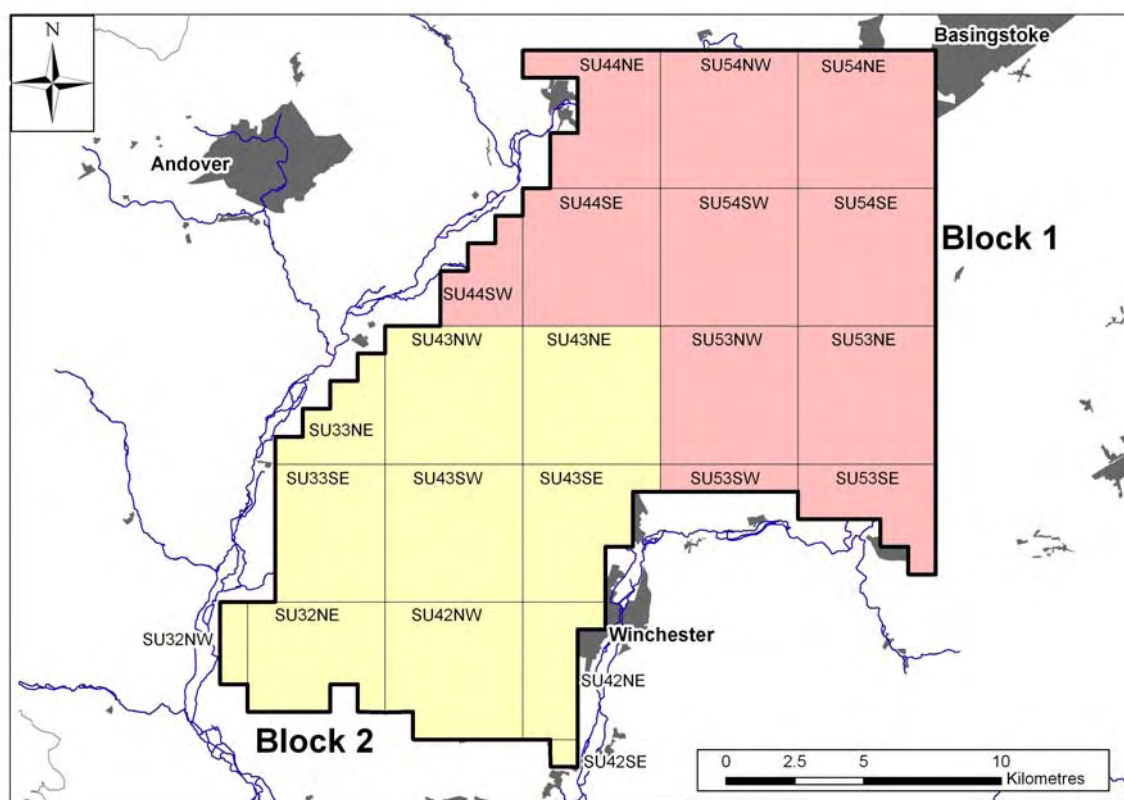 N
Basingstoke
SU44NE SU54NW SU54NE
Andover
SU44SE SU54SW SU54SE
Block 1
SU44SW
SU43NW SU43NE SU53NW SU53NE
SU33NE
SU33SE SU43SW SU43SE SU53SW SU53SE
SU32NE SU42NW
SU32NW Winchester
SU42NE
Block 2
SU42SE
0 2.5 5 10
Kilometres